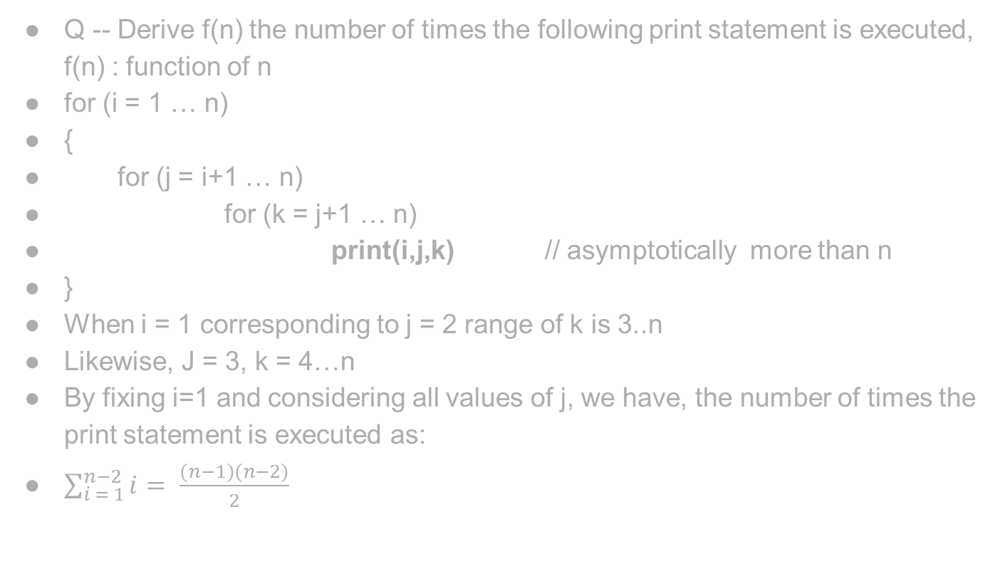 ● Q -- Derive f(n) the number of times the following print statement is executed,
f(n) : function of n
● for (i = 1 … n)
● {
● for (j = i+1 … n)
● for (k = j+1 … n)
● print(i,j,k) // asymptotically more than n
● }
● When i = 1 corresponding to j = 2 range of k is 3..n
● Likewise, J = 3, k = 4…n
● By fixing i=1 and considering all values of j, we have, the number of times the
print statement is executed as:
● ∑_{i = 1}^{n−2} i = \frac{(n−1)(n−2)}{2}